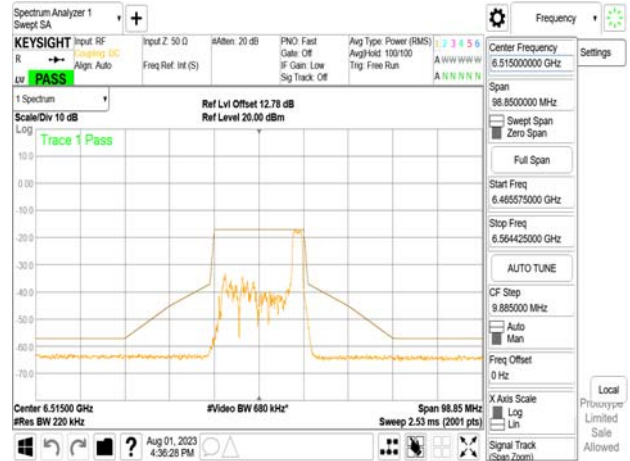 Spectrum Analyzer 1
Swept SA
+
Frequency
KEYSIGHT
Input: RF
Coupling: DC
Align: Auto
Input Z: 50 Ω
Freq Ref: Int (S)
#Atten: 20 dB
PNO: Fast
Gate: Off
IF Gain: Low
Sig Track: Off
Avg Type: Power (RMS)
Avg|Hold: 100/100
Trig: Free Run
1 2 3 4 5 6
A W W W W W
A N N N N N
R
LV PASS
1 Spectrum
Scale/Div 10 dB
Ref Lvl Offset 12.78 dB
Ref Level 20.00 dBm
Log
Trace 1 Pass
10.0
0.00
-10.0
-20.0
-30.0
-40.0
-50.0
-60.0
-70.0
Center 6.51500 GHz
#Res BW 220 kHz
#Video BW 680 kHz*
Span 98.85 MHz
Sweep 2.53 ms (2001 pts)
Aug 01, 2023
4:36:28 PM
?
Center Frequency
6.515000000 GHz
Settings
Span
98.8500000 MHz
Swept Span
Zero Span
Full Span
Start Freq
6.465575000 GHz
Stop Freq
6.564425000 GHz
AUTO TUNE
CF Step
9.885000 MHz
Auto
Man
Freq Offset
0 Hz
X Axis Scale
Log
Lin
Signal Track
(Span Zoom)
Local
Prototype
Limited
Sale
Allowed